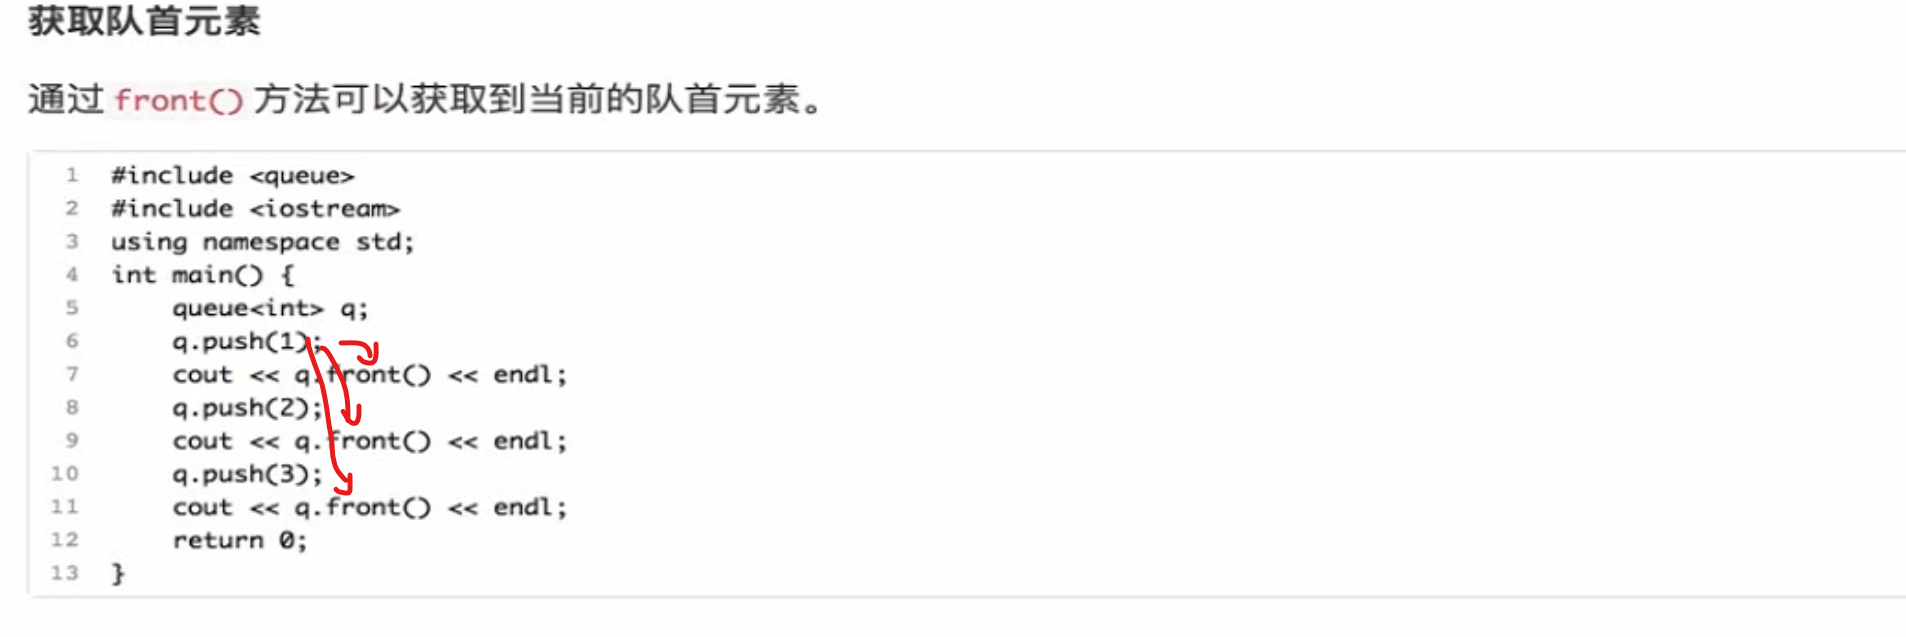 获取队首元素
通过 front() 方法可以获取到当前的队首元素。
1 #include <queue>
2 #include <iostream>
3 using namespace std;
4 int main() {
5 queue<int> q;
6 q.push(1);
7 cout << q.front() << endl;
8 q.push(2);
9 cout << q.front() << endl;
10 q.push(3);
11 cout << q.front() << endl;
12 return 0;
13 }